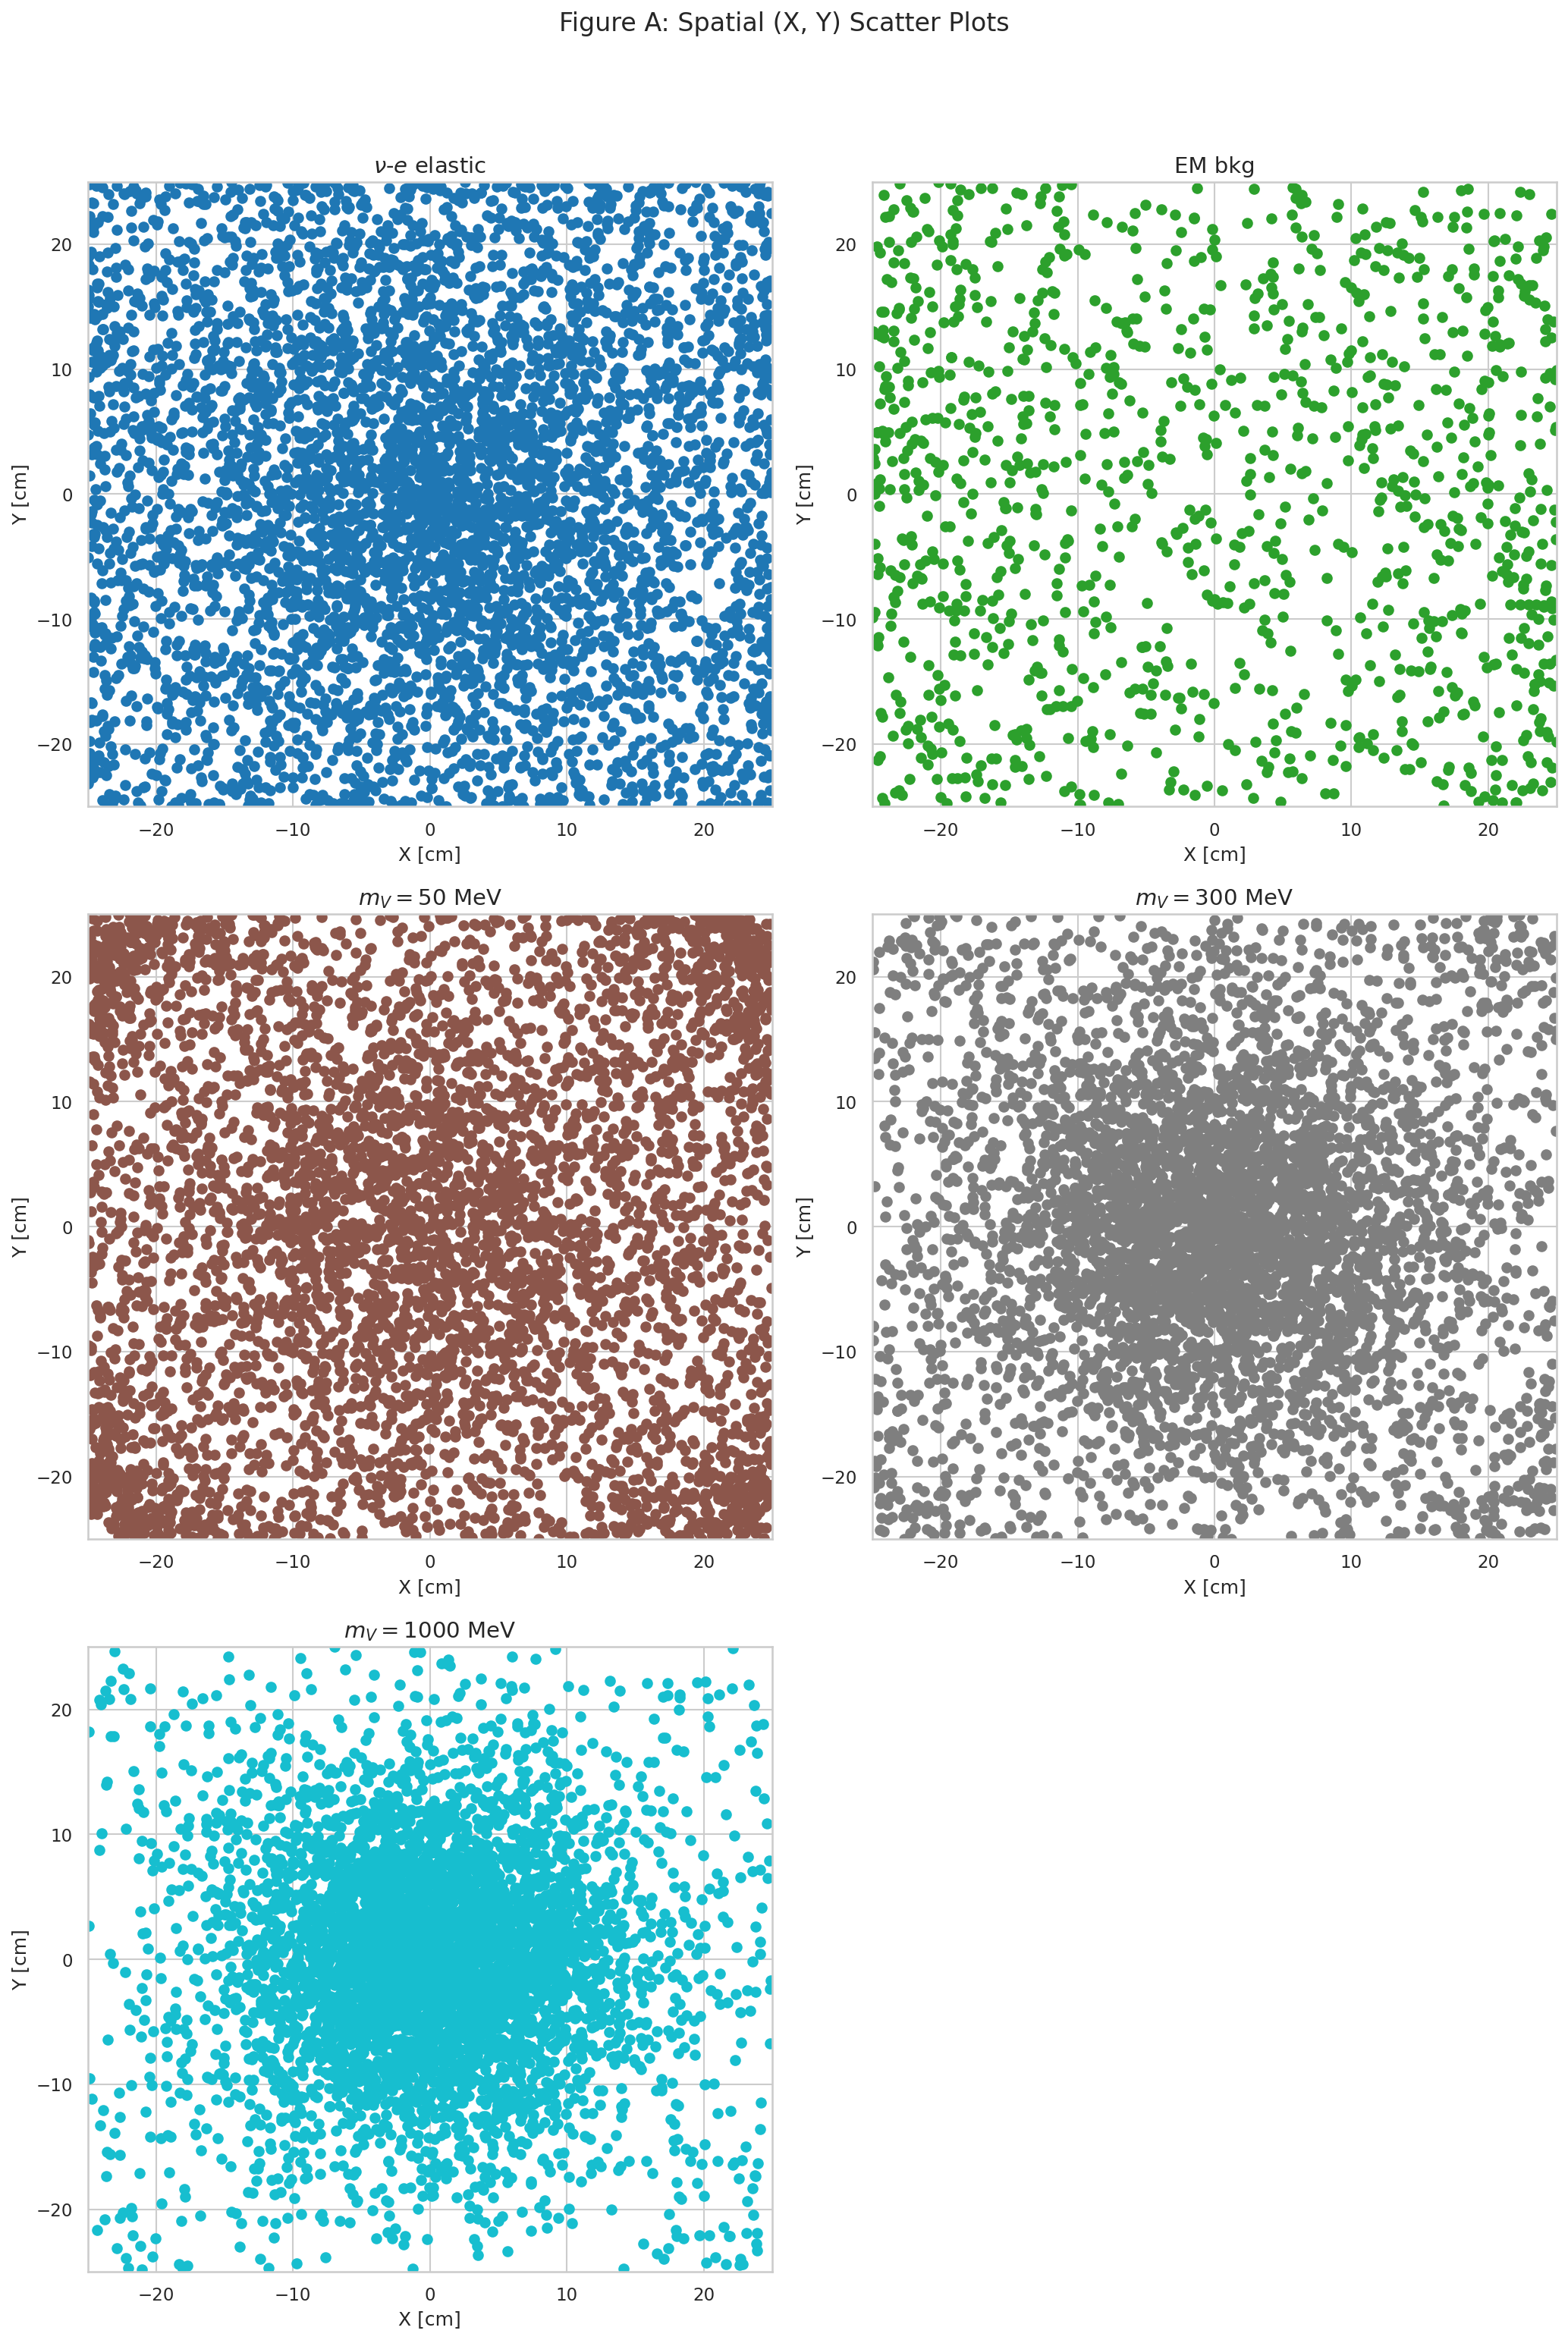 Figure A: Spatial (X, Y) Scatter Plots
ν-e elastic
EM bkg
20
10
0
−10
−20
Y [cm]
−20 −10 0 10 20
X [cm]
20
10
0
−10
−20
Y [cm]
−20 −10 0 10 20
X [cm]
m_V = 50 MeV
m_V = 300 MeV
20
10
0
−10
−20
Y [cm]
−20 −10 0 10 20
X [cm]
20
10
0
−10
−20
Y [cm]
−20 −10 0 10 20
X [cm]
m_V = 1000 MeV
20
10
0
−10
−20
Y [cm]
−20 −10 0 10 20
X [cm]